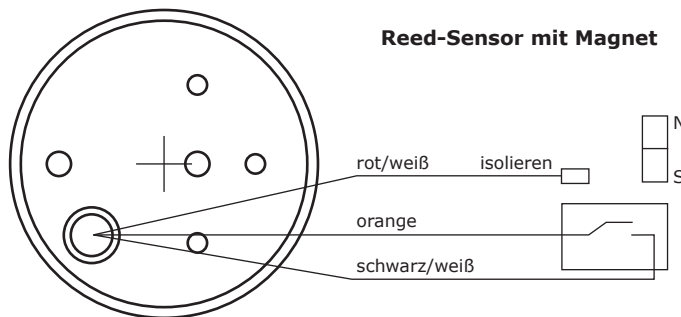 Reed-Sensor mit Magnet
N
rot/weiß isolieren
S
orange
schwarz/weiß